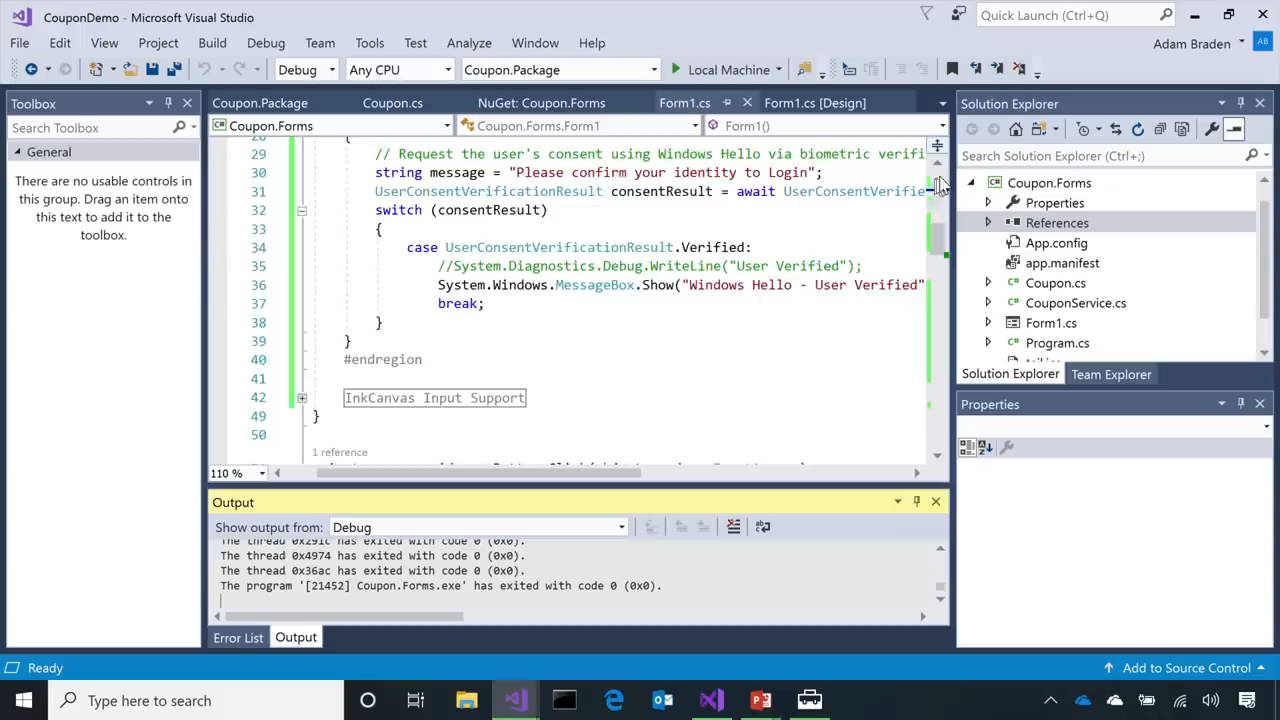 CouponDemo - Microsoft Visual Studio
Quick Launch (Ctrl+Q)
File Edit View Project Build Debug Team Tools Test Analyze Window Help
Adam Braden AB
Debug Any CPU Coupon.Package Local Machine
Toolbox
Search Toolbox
General
There are no usable controls in
this group. Drag an item onto
this text to add it to the
toolbox.
Coupon.Package Coupon.cs NuGet: Coupon.Forms Form1.cs Form1.cs [Design]
Coupon.Forms Coupon.Forms.Form1 Form1()
28 {
29 // Request the user's consent using Windows Hello via biometric verifi
30 string message = "Please confirm your identity to Login";
31 UserConsentVerificationResult consentResult = await UserConsentVerifie
32 switch (consentResult)
33 {
34 case UserConsentVerificationResult.Verified:
35 //System.Diagnostics.Debug.WriteLine("User Verified");
36 System.Windows.MessageBox.Show("Windows Hello - User Verified"
37 break;
38 }
39 }
40 #endregion
41
42 InkCanvas Input Support
49 }
50
1 reference
110 %
Output
Show output from: Debug
The thread 0x291c has exited with code 0 (0x0).
The thread 0x4974 has exited with code 0 (0x0).
The thread 0x36ac has exited with code 0 (0x0).
The program '[21452] Coupon.Forms.exe' has exited with code 0 (0x0).
Error List Output
Solution Explorer
Search Solution Explorer (Ctrl+;)
Coupon.Forms
Properties
References
App.config
app.manifest
Coupon.cs
CouponService.cs
Form1.cs
Program.cs
Solution Explorer Team Explorer
Properties
Ready
Add to Source Control
Type here to search